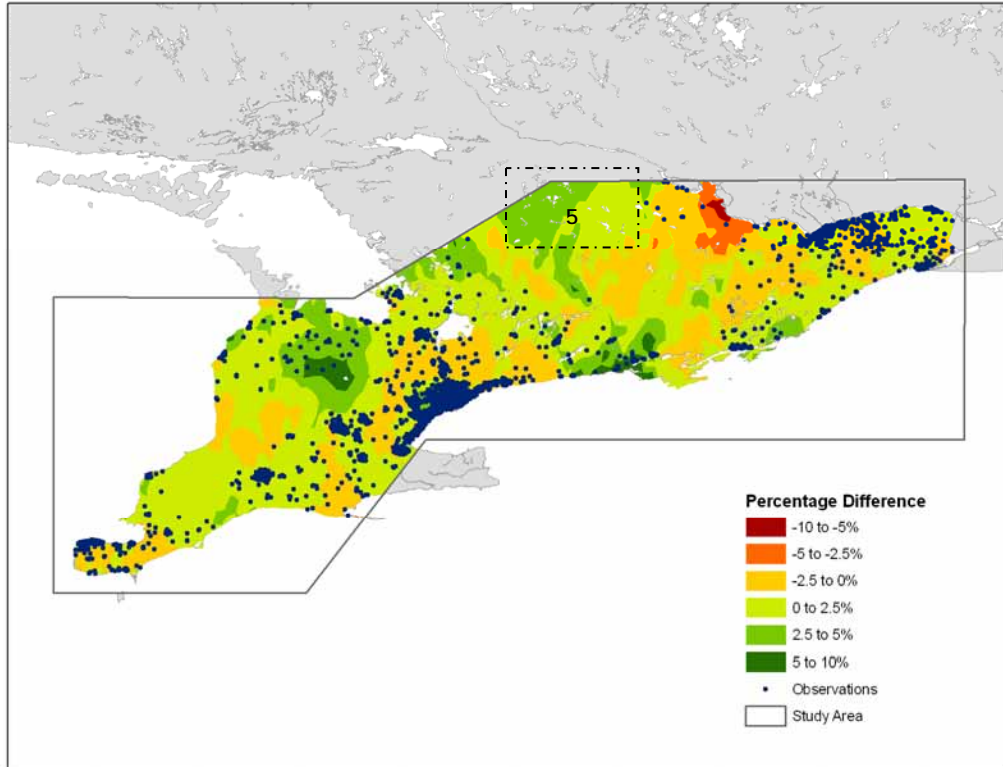 5
Percentage Difference
-10 to -5%
-5 to -2.5%
-2.5 to 0%
0 to 2.5%
2.5 to 5%
5 to 10%
Observations
Study Area